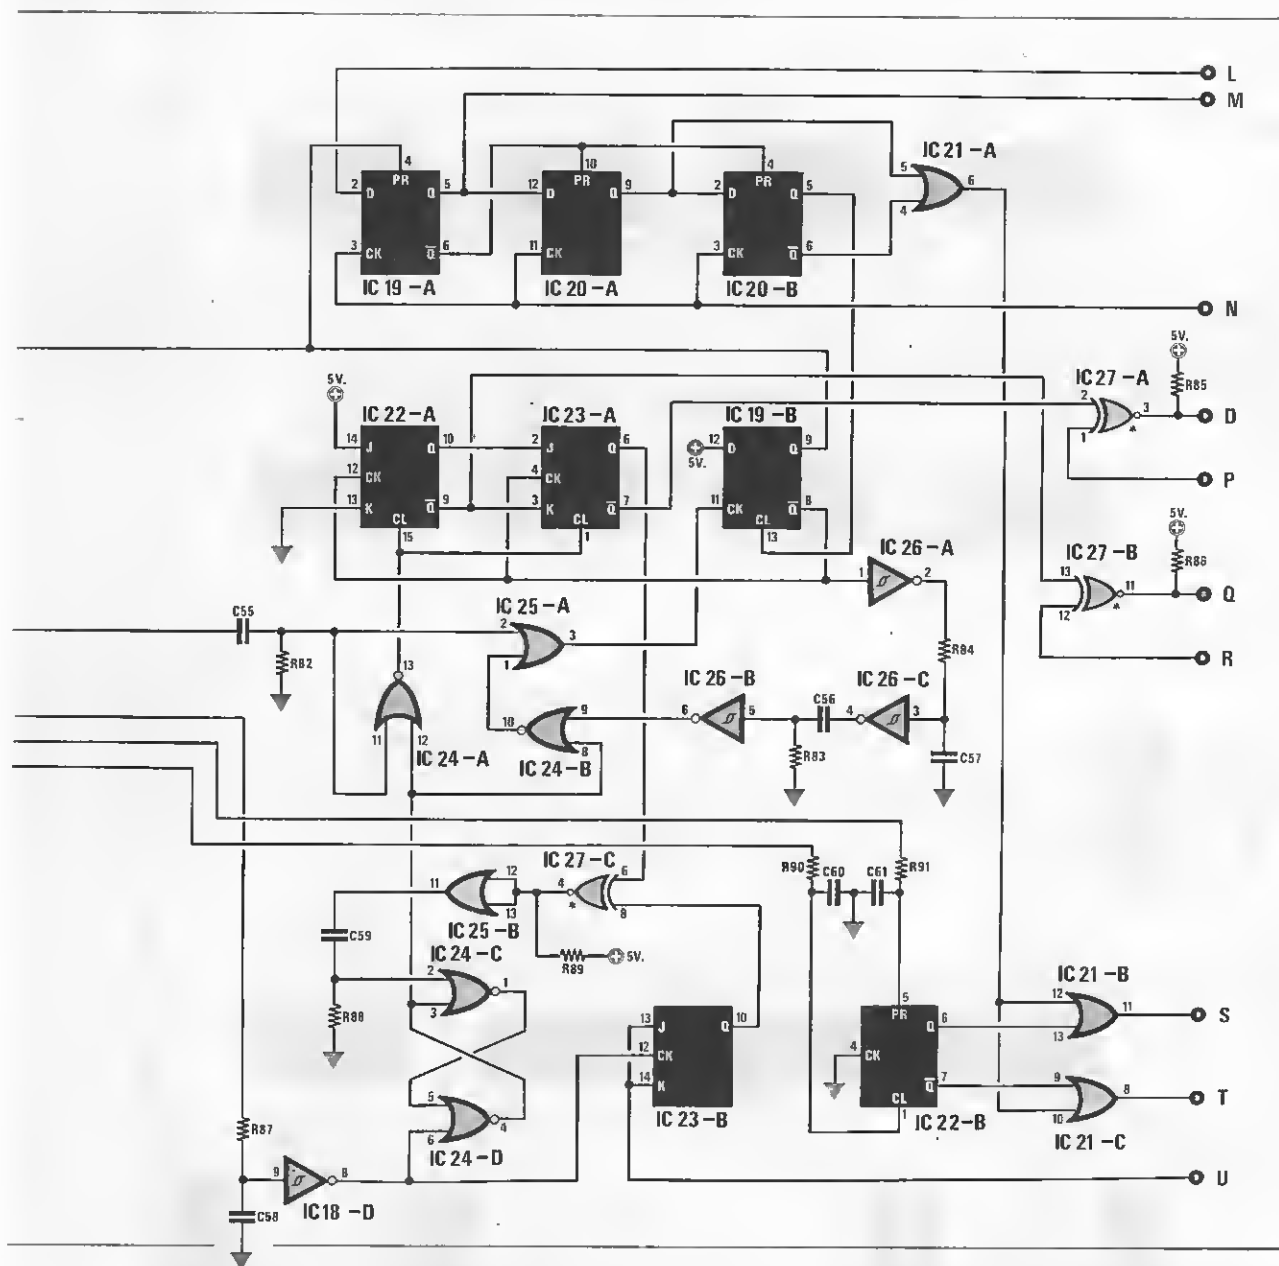 L
M
IC 21 - A
4 18 4 5
PR PR PR 6
2 D Q 5 12 D Q 9 2 D Q 5 4
3 CK Q̅ 6 11 CK 3 CK Q̅ 6
IC 19 - A IC 20 - A IC 20 - B
N
5V.
5V. IC 27 - A R85
IC 22 - A IC 23 - A IC 19 - B 2 3 D
14 J Q 10 2 J Q 6 12 D Q 9 1 *
12 CK 4 CK 5V. P
13 K Q̅ 9 3 K Q̅ 7 11 CK Q̅ 8 5V.
CL CL CL
15 1 13 IC 26 - A IC 27 - B R86
1 2 13 11 Q
C55 IC 25 - A 12 *
2 3 R84 R
R82 1
13 IC 26 - B C56 IC 26 - C
10 9 6 5 4 3
11 12 8 R83 C57
IC 24 - A IC 24 - B
R90 C60 C61 R91
IC 27 - C
11 12 4 6
13 * 8
IC 25 - B
C59 IC 24 - C R89 5V.
2 1 IC 21 - B
R88 3 5 12 11 S
13 J Q 10 PR 13
12 CK 4 Q 6
5 14 K CK Q̅ 7 9 8 T
4 CL 10
R87 6 IC 23 - B 1 IC 22 - B IC 21 - C
IC 24 - D
9 8 U
C58 IC18 - D